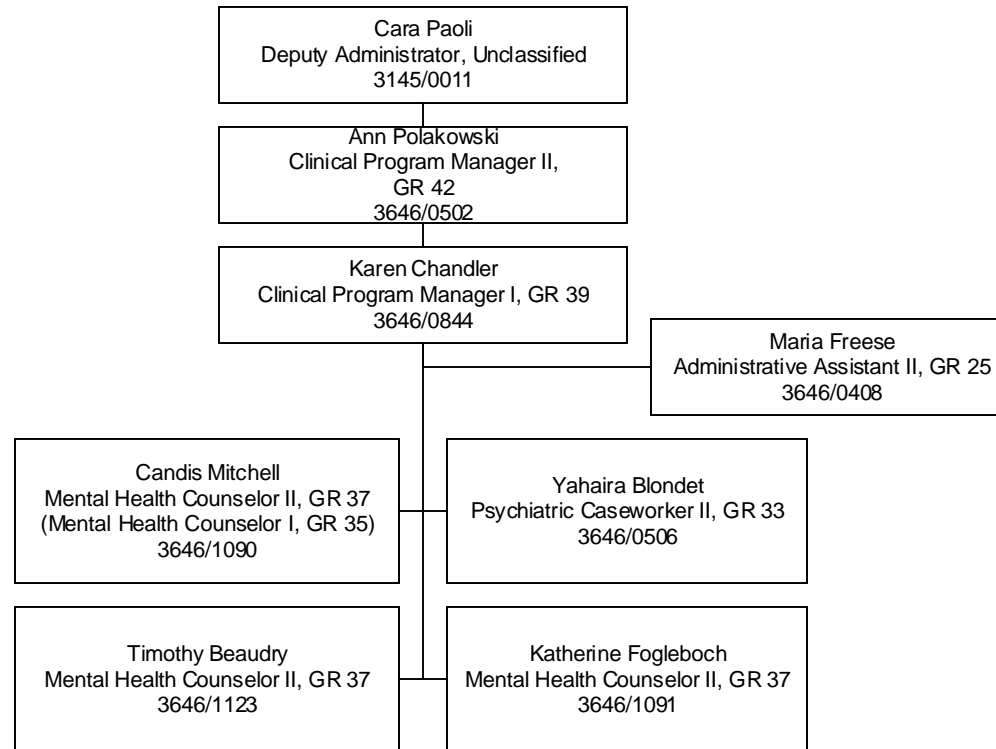 Cara Paoli
Deputy Administrator, Unclassified
3145/0011
Ann Polakowski
Clinical Program Manager II,
GR 42
3646/0502
Karen Chandler
Clinical Program Manager I, GR 39
3646/0844
Maria Freese
Administrative Assistant II, GR 25
3646/0408
Candis Mitchell
Mental Health Counselor II, GR 37
(Mental Health Counselor I, GR 35)
3646/1090
Yahaira Blondet
Psychiatric Caseworker II, GR 33
3646/0506
Timothy Beaudry
Mental Health Counselor II, GR 37
3646/1123
Katherine Fogleboch
Mental Health Counselor II, GR 37
3646/1091